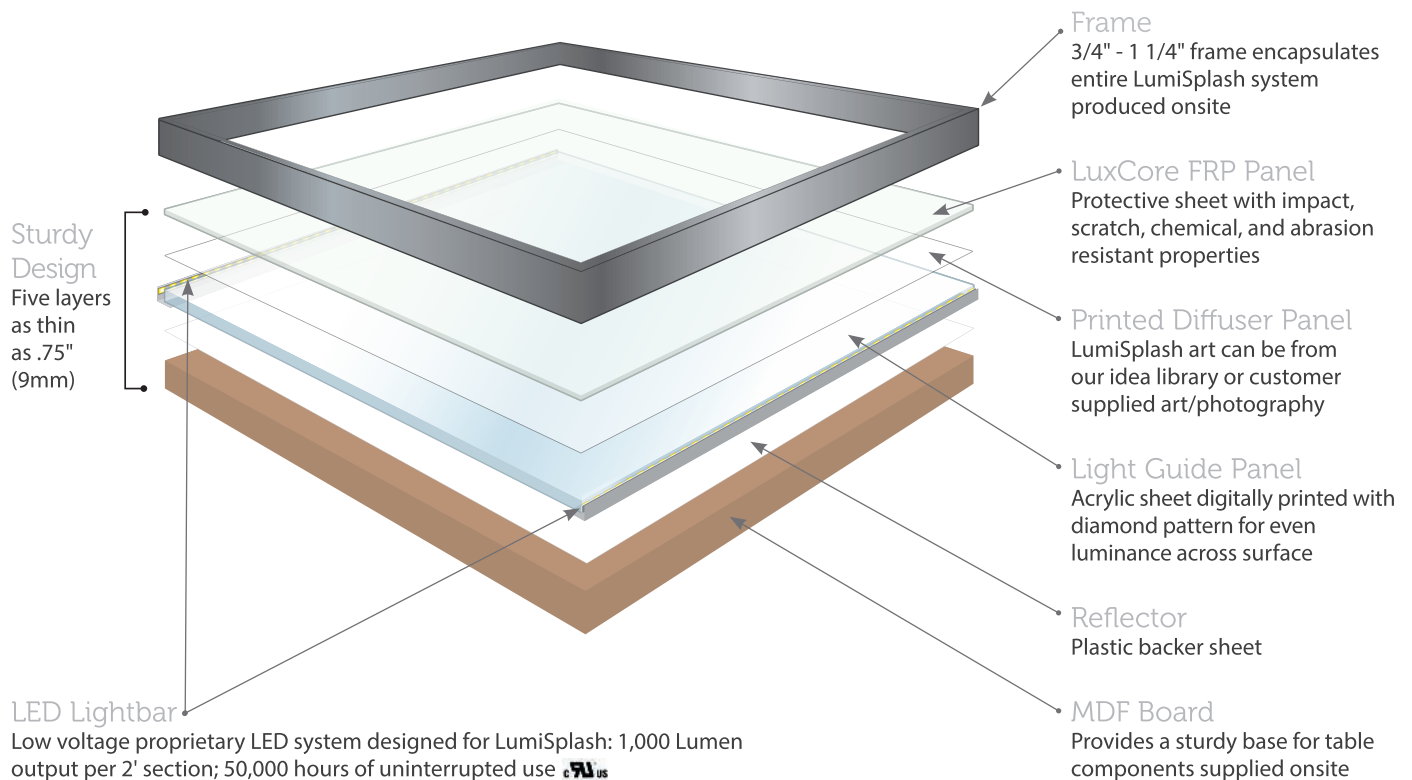 Frame
3/4" - 1 1/4" frame encapsulates
entire LumiSplash system
produced onsite
LuxCore FRP Panel
Protective sheet with impact,
scratch, chemical, and abrasion
resistant properties
Sturdy
Design
Five layers
as thin
as .75"
(9mm)
Printed Diffuser Panel
LumiSplash art can be from
our idea library or customer
supplied art/photography
Light Guide Panel
Acrylic sheet digitally printed with
diamond pattern for even
luminance across surface
Reflector
Plastic backer sheet
LED Lightbar
Low voltage proprietary LED system designed for LumiSplash: 1,000 Lumen
output per 2' section; 50,000 hours of uninterrupted use c RU US
MDF Board
Provides a sturdy base for table
components supplied onsite